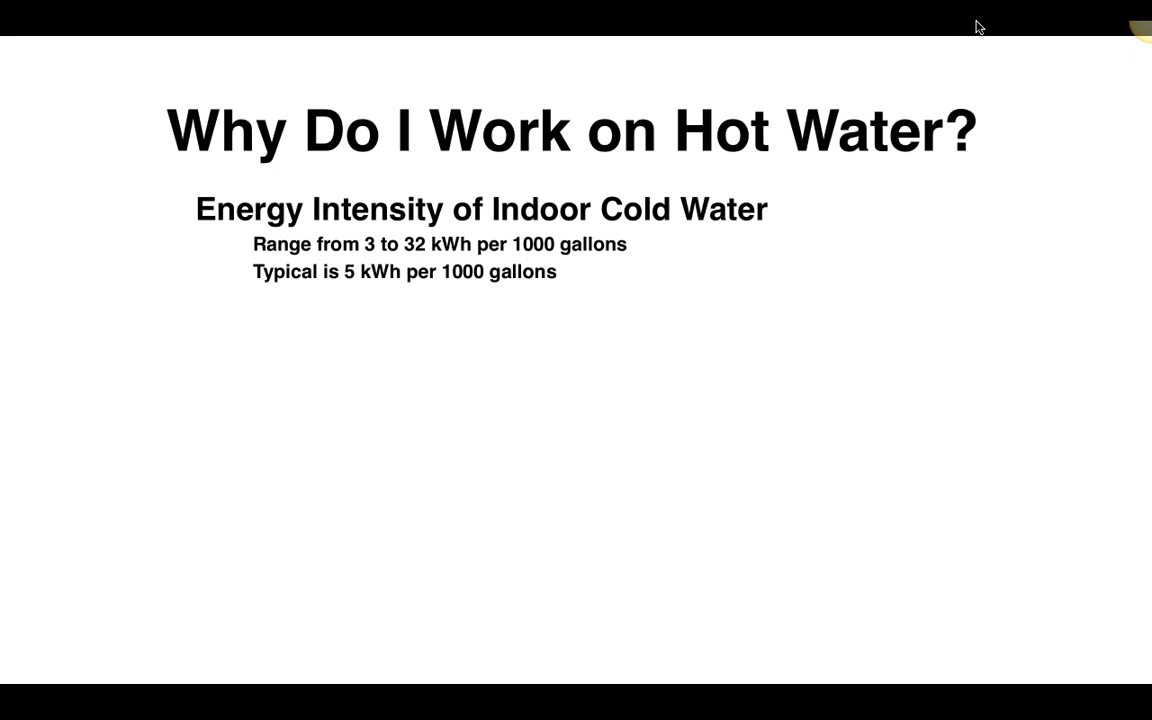 Why Do I Work on Hot Water?
Energy Intensity of Indoor Cold Water
Range from 3 to 32 kWh per 1000 gallons
Typical is 5 kWh per 1000 gallons